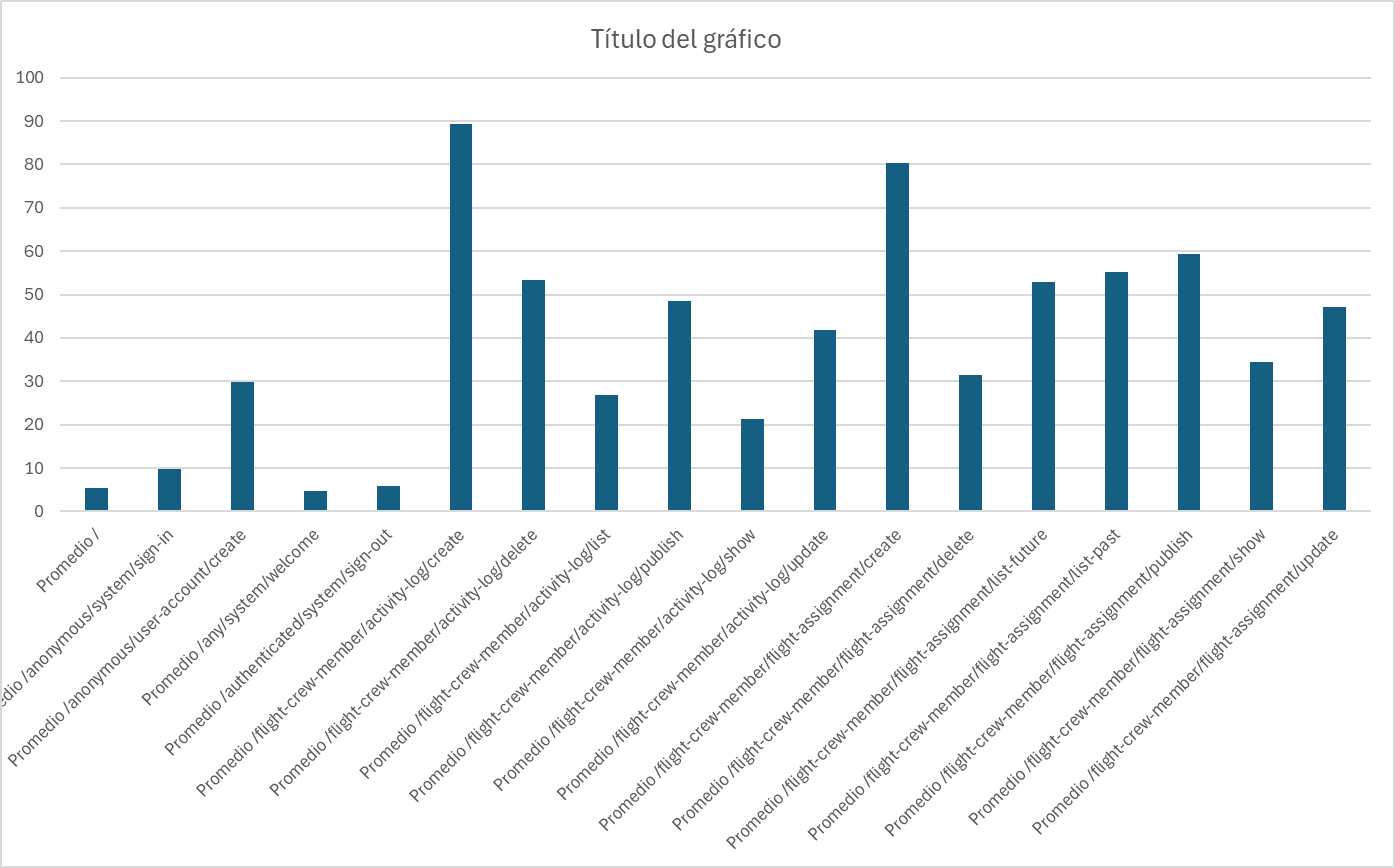 Título del gráfico
100
90
80
70
60
50
40
30
20
10
0
Promedio /
edio /anonymous/system/sign-in
Promedio /anonymous/user-account/create
Promedio /any/system/welcome
Promedio /authenticated/system/sign-out
Promedio /flight-crew-member/activity-log/create
Promedio /flight-crew-member/activity-log/delete
Promedio /flight-crew-member/activity-log/list
Promedio /flight-crew-member/activity-log/publish
Promedio /flight-crew-member/activity-log/show
Promedio /flight-crew-member/activity-log/update
Promedio /flight-crew-member/flight-assignment/create
Promedio /flight-crew-member/flight-assignment/delete
Promedio /flight-crew-member/flight-assignment/list-future
Promedio /flight-crew-member/flight-assignment/list-past
Promedio /flight-crew-member/flight-assignment/publish
Promedio /flight-crew-member/flight-assignment/show
Promedio /flight-crew-member/flight-assignment/update